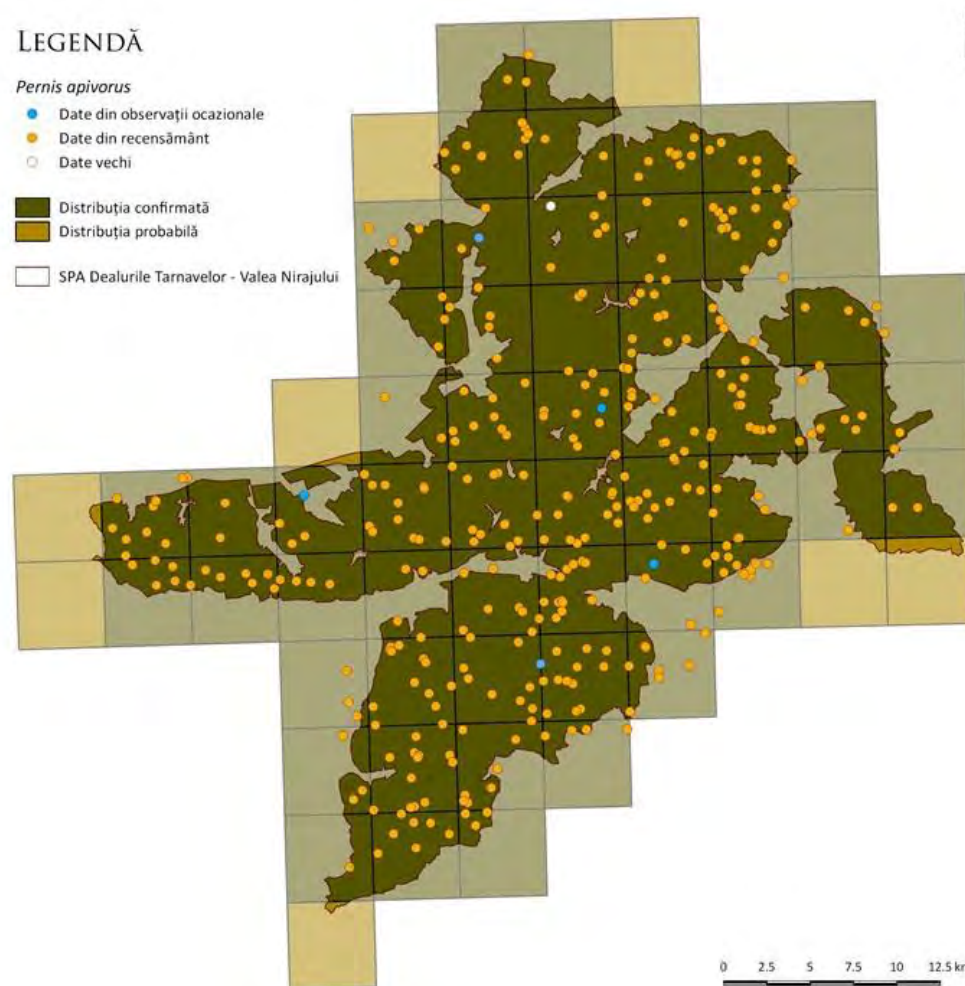 LEGENDĂ
Pernis apivorus
Date din observații ocazionale
Date din recensământ
Date vechi
Distribuția confirmată
Distribuția probabilă
SPA Dealurile Tarnavelor - Valea Nirajului
0 2.5 5 7.5 10 12.5 km